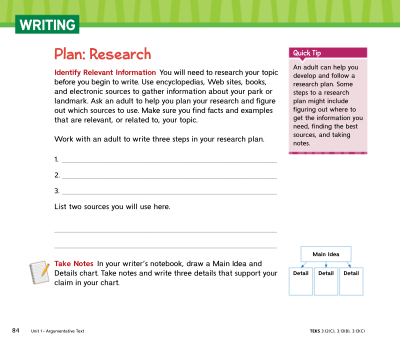 WRITING
Plan: Research
Identify Relevant Information You will need to research your topic
before you begin to write. Use encyclopedias, Web sites, books,
and electronic sources to gather information about your park or
landmark. Ask an adult to help you plan your research and figure
out which sources to use. Make sure you find facts and examples
that are relevant, or related to, your topic.
Work with an adult to write three steps in your research plan.
1.
2.
3.
List two sources you will use here.
Take Notes In your writer's notebook, draw a Main Idea and
Details chart. Take notes and write three details that support your
claim in your chart.
Quick Tip
An adult can help you
develop and follow a
research plan. Some
steps to a research
plan might include
figuring out where to
get the information you
need, finding the best
sources, and taking
notes.
Main Idea
Detail Detail Detail
84 Unit 1 • Argumentative Text
TEKS